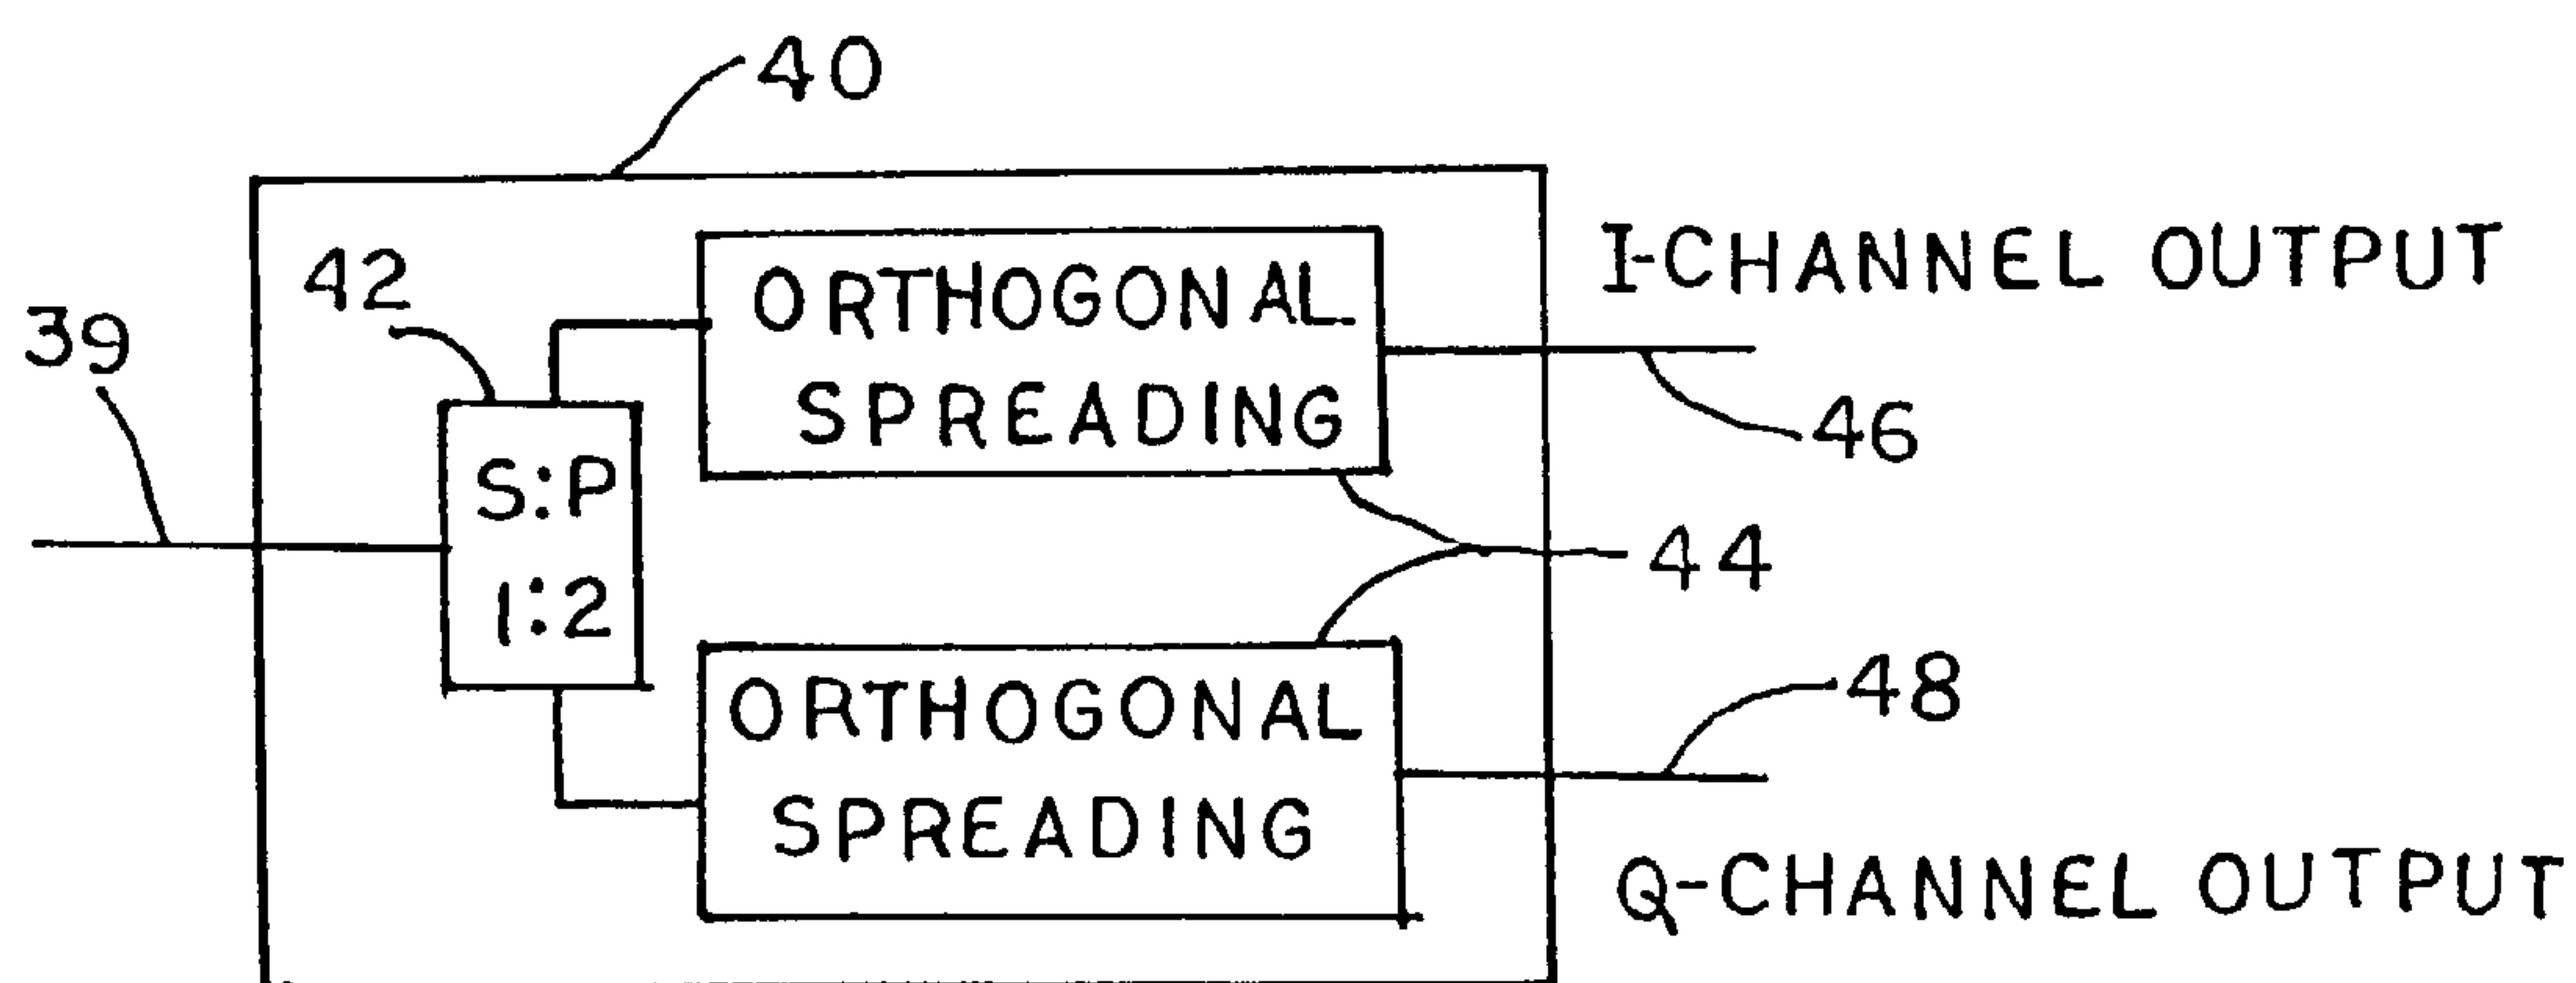 40
I-CHANNEL OUTPUT
42
ORTHOGONAL
SPREADING
39
46
S:P
1:2
44
48
ORTHOGONAL
SPREADING
Q-CHANNEL OUTPUT